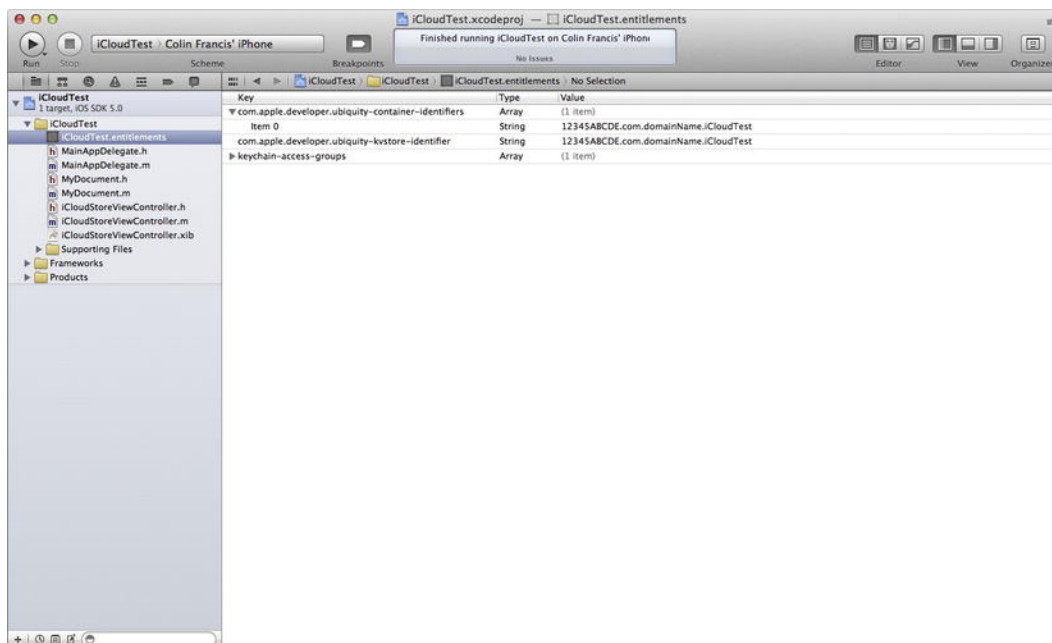 iCloudTest.xcodeproj — iCloudTest.entitlements
iCloudTest Colin Francis' iPhone
Finished running iCloudTest on Colin Francis' iPhone
No Issues
Run Stop Scheme Breakpoints Editor View Organizer
iCloudTest iCloudTest iCloudTest.entitlements No Selection
iCloudTest
1 target, iOS SDK 5.0
iCloudTest
iCloudTest.entitlements
MainAppDelegate.h
MainAppDelegate.m
MyDocument.h
MyDocument.m
iCloudStoreViewController.h
iCloudStoreViewController.m
iCloudStoreViewController.xib
Supporting Files
Frameworks
Products
Key Type Value
com.apple.developer.ubiquity-container-identifiers Array (1 item)
Item 0 String 12345ABCDE.com.domainName.iCloudTest
com.apple.developer.ubiquity-kvstore-identifier String 12345ABCDE.com.domainName.iCloudTest
keychain-access-groups Array (1 item)